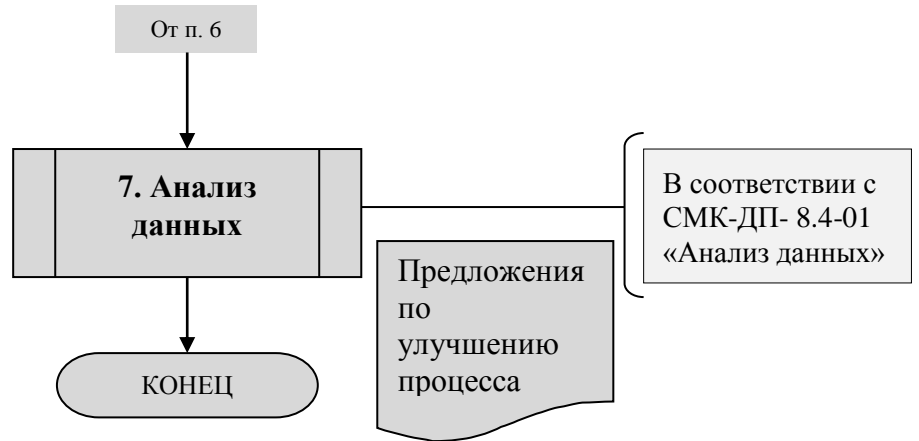 От п. 6
7. Анализ
данных
В соответствии с
СМК-ДП- 8.4-01
«Анализ данных»
Предложения
по
улучшению
процесса
КОНЕЦ